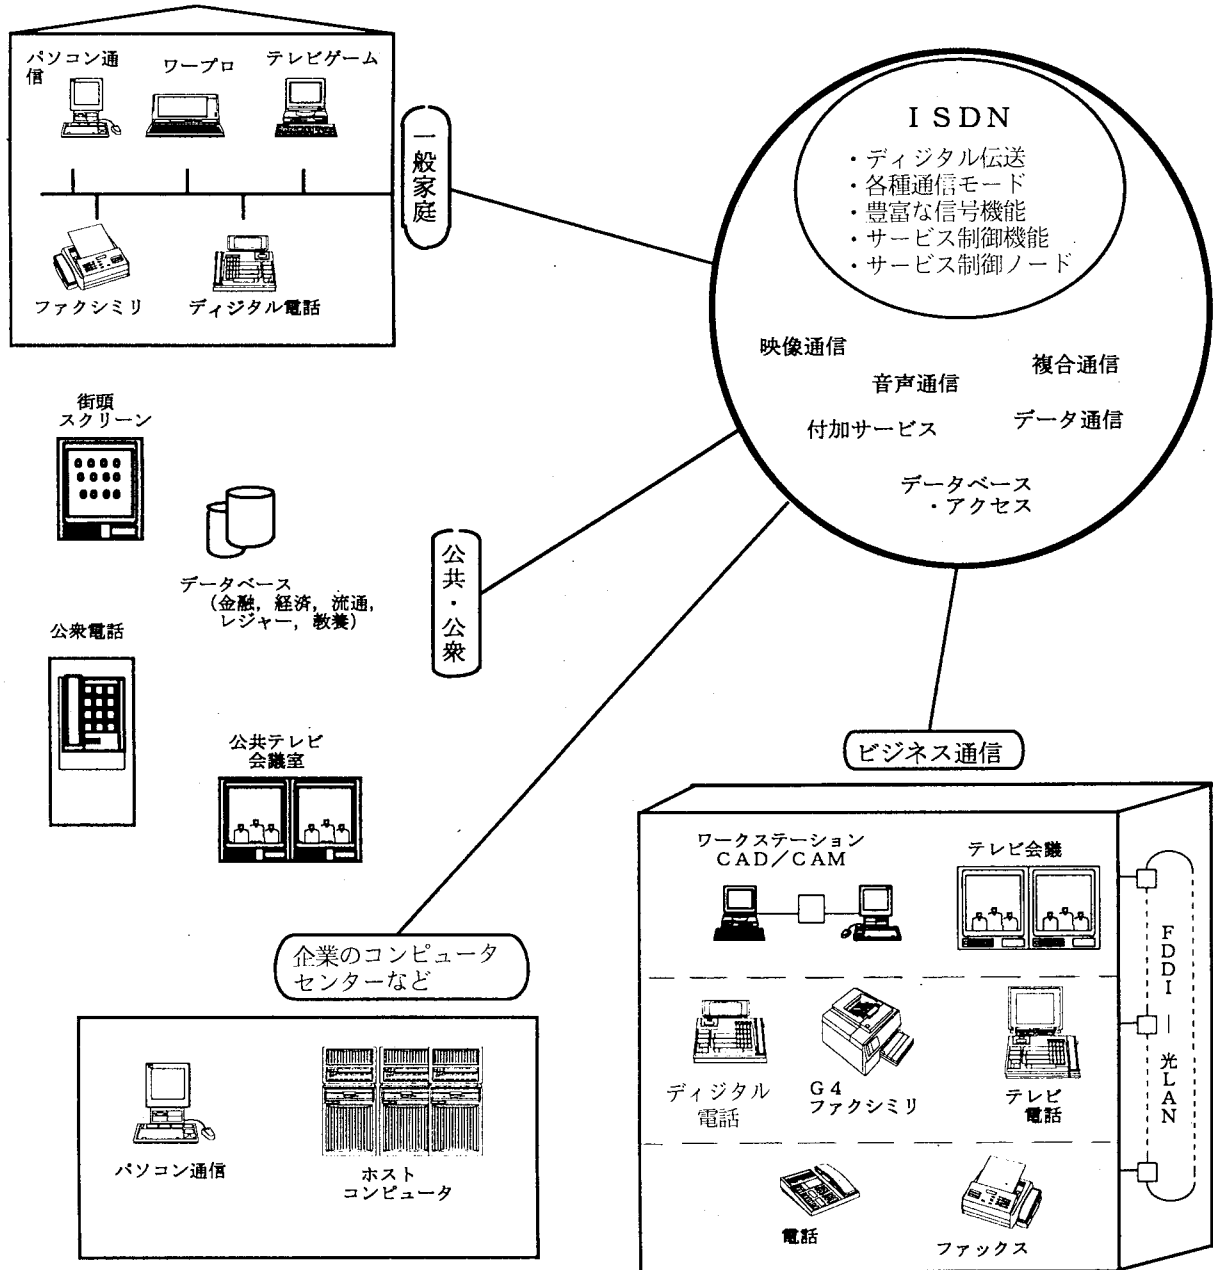 パソコン通
信
ワープロ
テレビゲーム
ファクシミリ
ディジタル電話
一般家庭
ISDN
・ディジタル伝送
・各種通信モード
・豊富な信号機能
・サービス制御機能
・サービス制御ノード
映像通信
音声通信
複合通信
付加サービス
データ通信
データベース
・アクセス
街頭
スクリーン
データベース
(金融,経済,流通,
レジャー,教養)
公共・公衆
公衆電話
公共テレビ
会議室
企業のコンピュータ
センターなど
パソコン通信
ホスト
コンピュータ
ビジネス通信
ワークステーション
CAD/CAM
テレビ会議
ディジタル
電話
G4
ファクシミリ
テレビ
電話
電話
ファックス
FDDI―光LAN